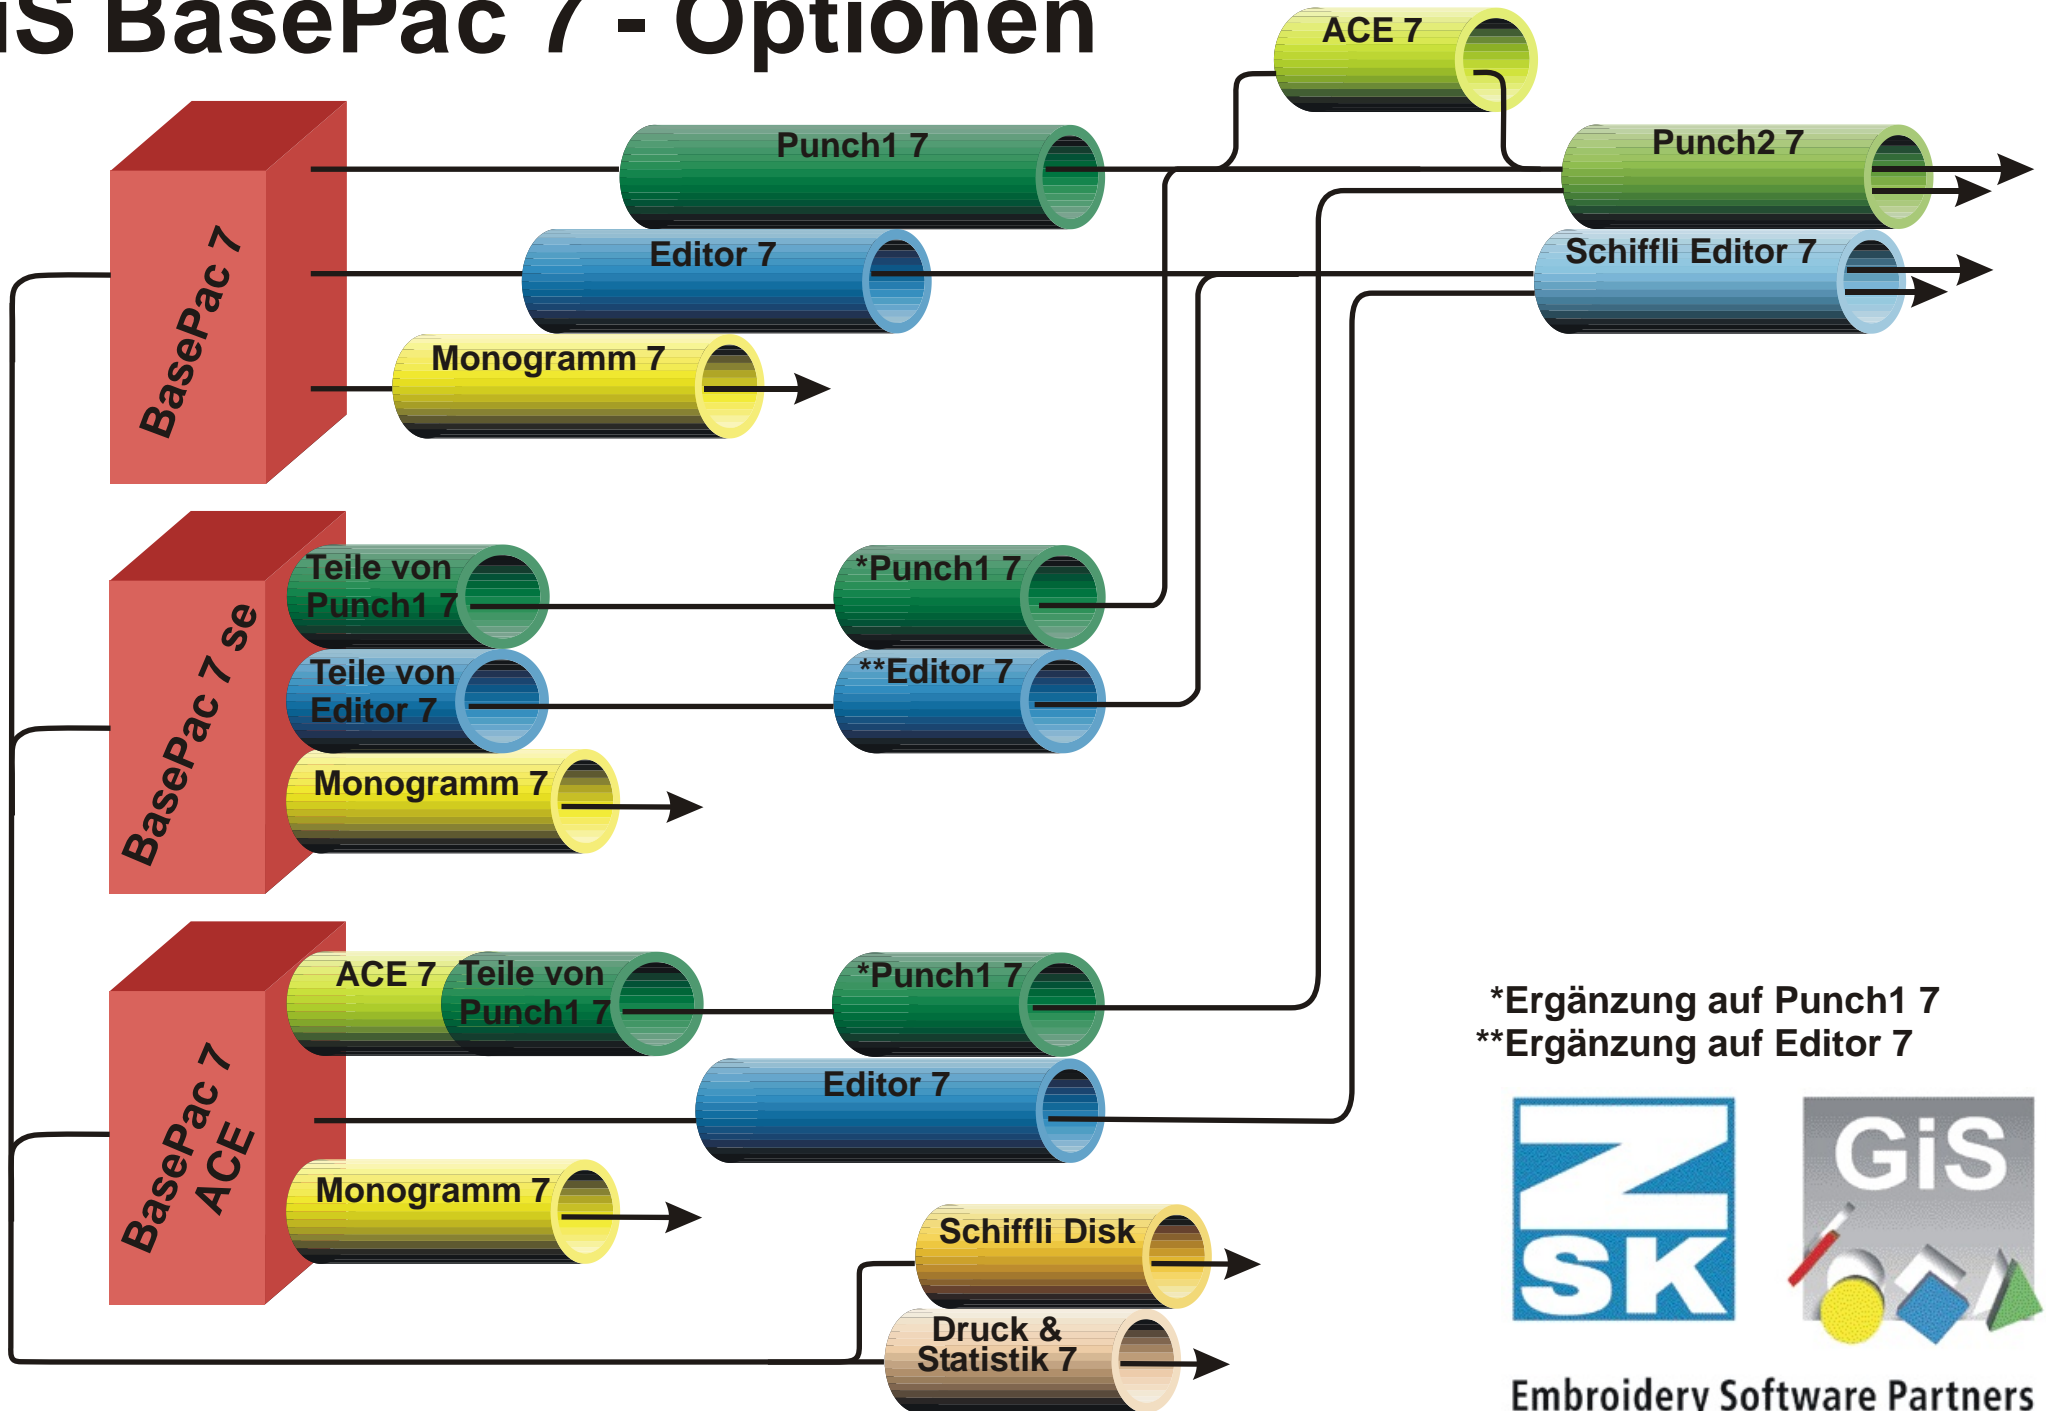 iS BasePac 7 - Optionen
ACE 7
Punch1 7
Punch2 7
Editor 7
Schiffli Editor 7
Monogramm 7
BasePac 7
Teile von
Punch1 7
*Punch1 7
Teile von
Editor 7
**Editor 7
Monogramm 7
BasePac 7 se
ACE 7
Teile von
Punch1 7
*Punch1 7
Editor 7
Monogramm 7
BasePac 7
ACE
Schiffli Disk
Druck &
Statistik 7
*Ergänzung auf Punch1 7
**Ergänzung auf Editor 7
ZSK
GiS
Embroidery Software Partners